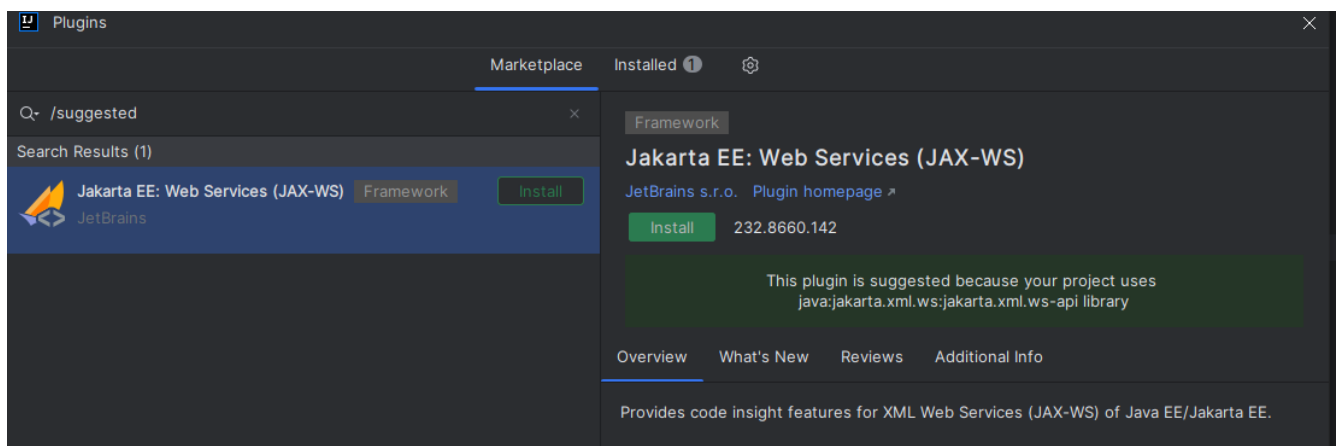 Plugins
Marketplace
Installed 1
/suggested
Search Results (1)
Jakarta EE: Web Services (JAX-WS) Framework Install
JetBrains
Framework
Jakarta EE: Web Services (JAX-WS)
JetBrains s.r.o. Plugin homepage
Install 232.8660.142
This plugin is suggested because your project uses
java:jakarta.xml.ws:jakarta.xml.ws-api library
Overview What's New Reviews Additional Info
Provides code insight features for XML Web Services (JAX-WS) of Java EE/Jakarta EE.